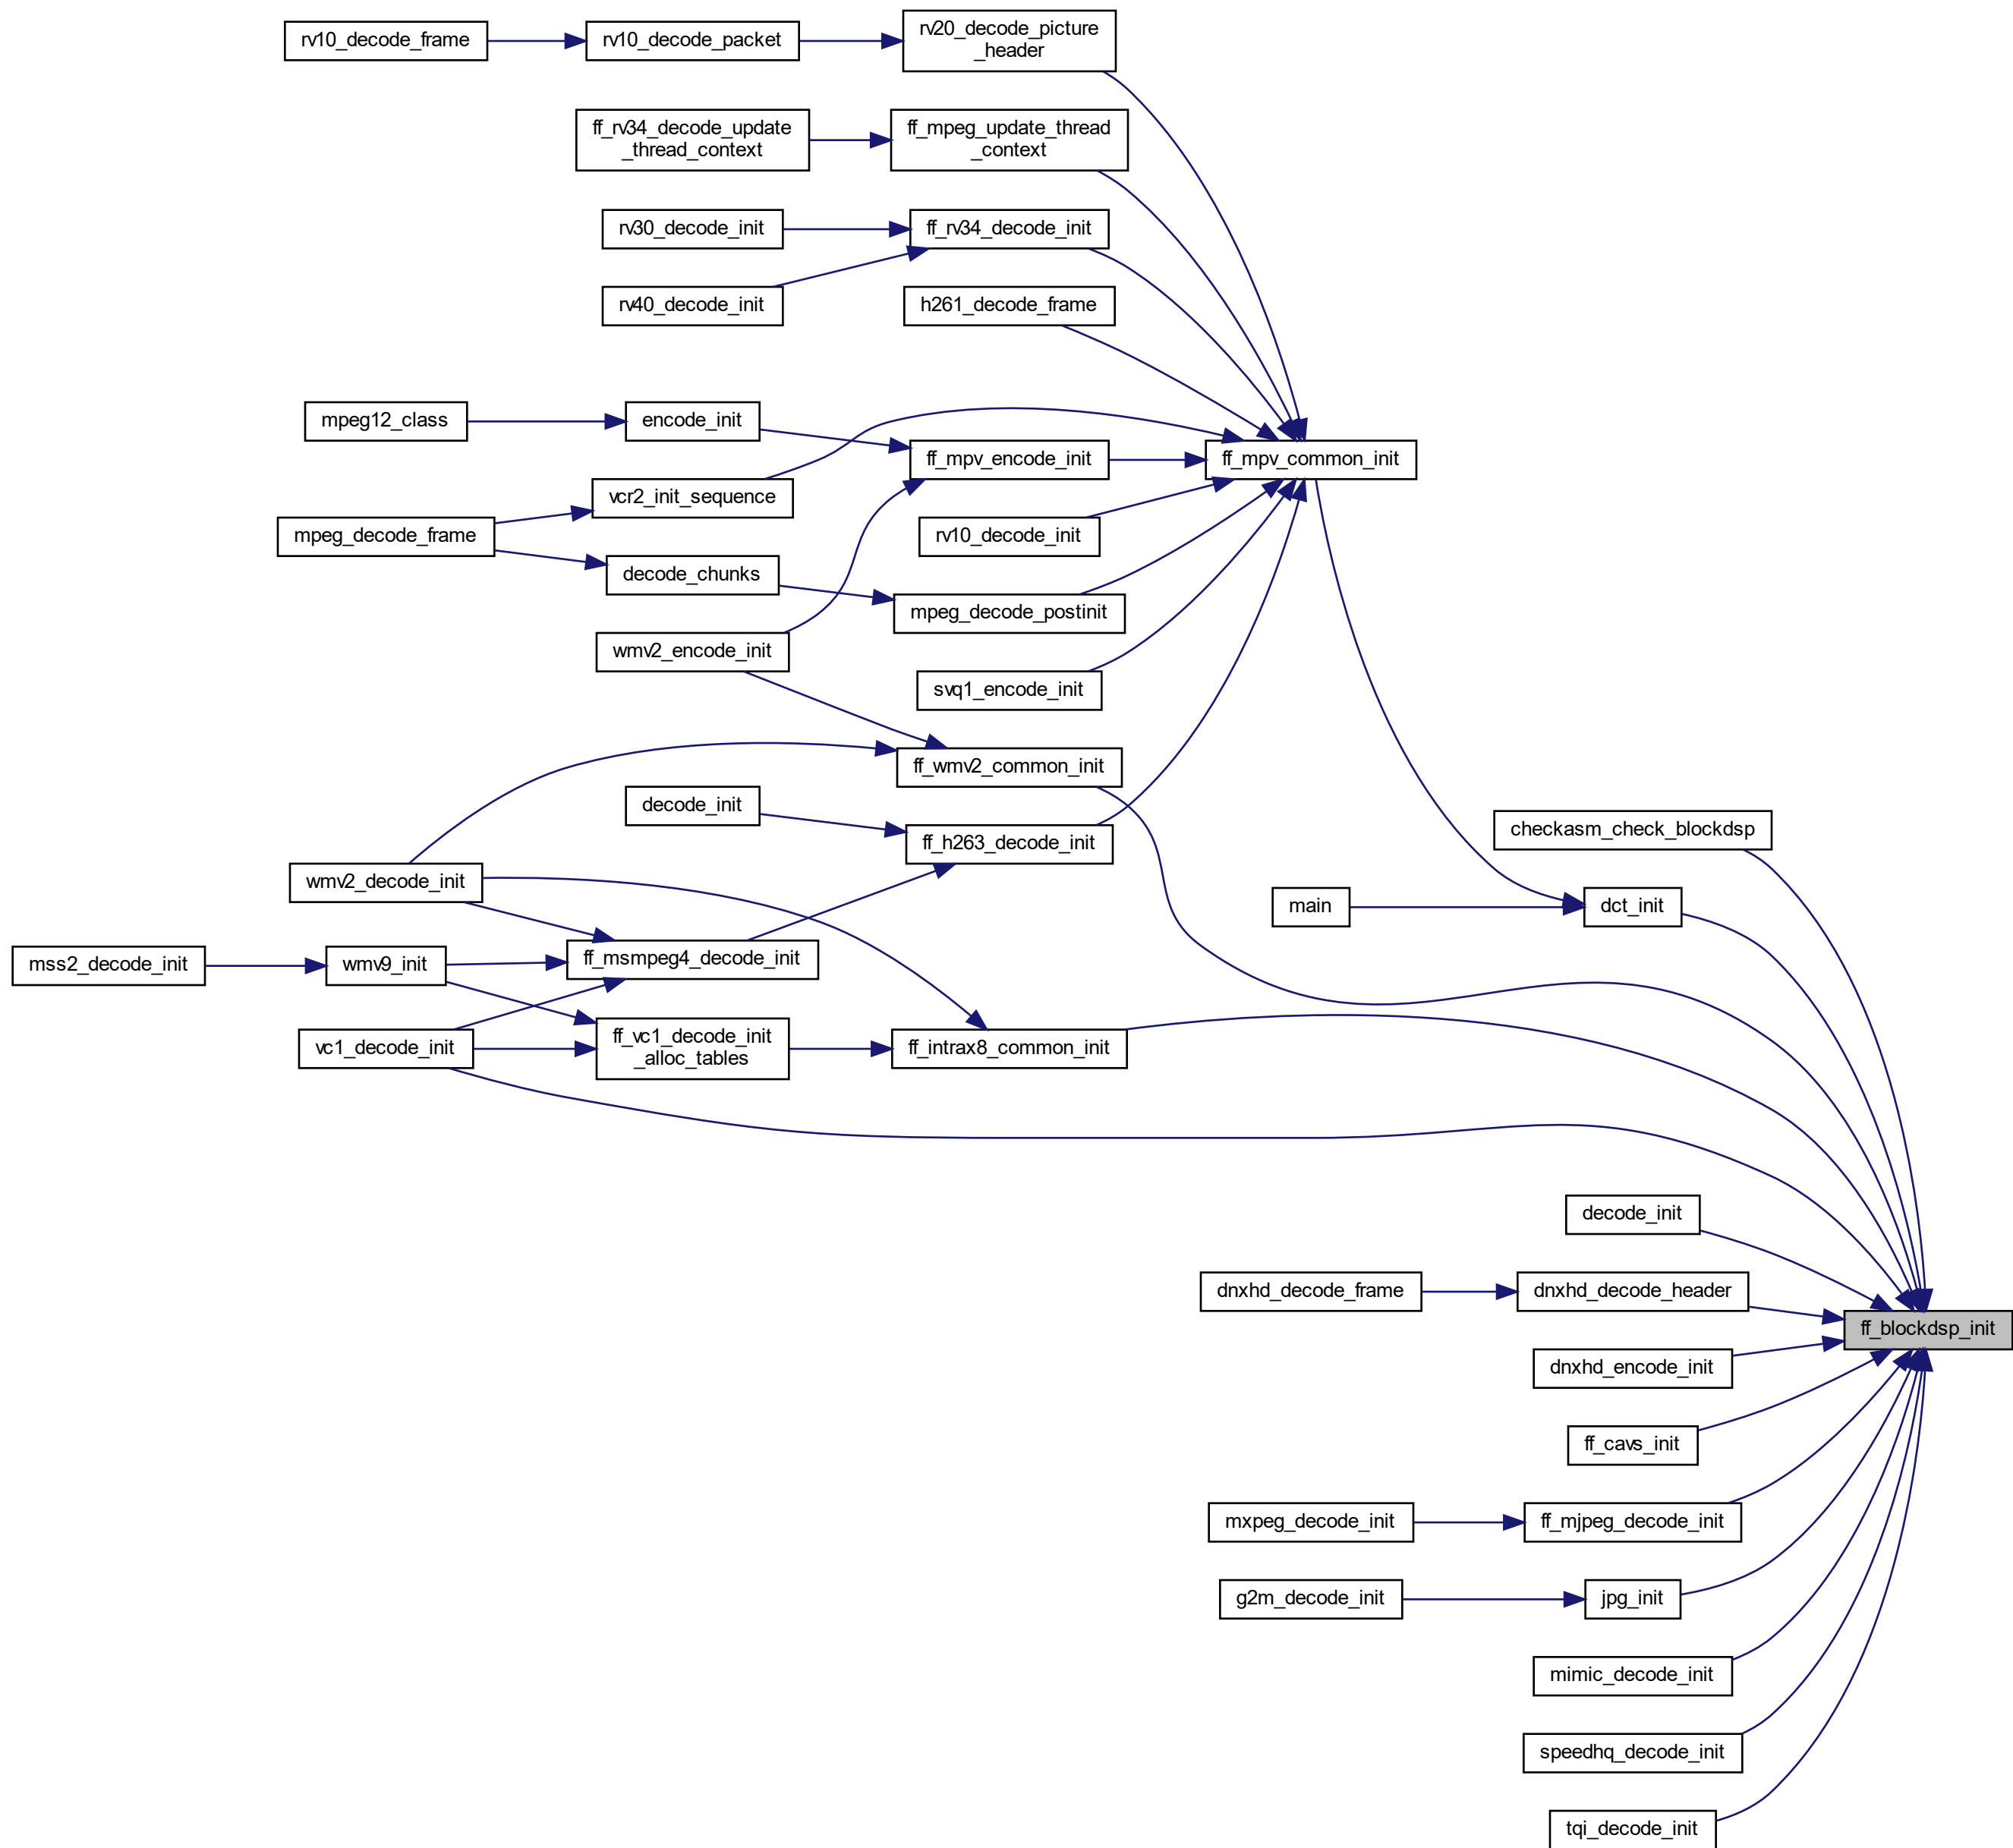 rv10_decode_frame
rv10_decode_packet
rv20_decode_picture
_header
ff_rv34_decode_update
_thread_context
ff_mpeg_update_thread
_context
rv30_decode_init
ff_rv34_decode_init
rv40_decode_init
h261_decode_frame
mpeg12_class
encode_init
ff_mpv_encode_init
ff_mpv_common_init
vcr2_init_sequence
mpeg_decode_frame
rv10_decode_init
decode_chunks
mpeg_decode_postinit
wmv2_encode_init
svq1_encode_init
ff_wmv2_common_init
decode_init
ff_h263_decode_init
checkasm_check_blockdsp
wmv2_decode_init
main
dct_init
mss2_decode_init
wmv9_init
ff_msmpeg4_decode_init
vc1_decode_init
ff_vc1_decode_init
_alloc_tables
ff_intrax8_common_init
decode_init
dnxhd_decode_frame
dnxhd_decode_header
ff_blockdsp_init
dnxhd_encode_init
ff_cavs_init
mxpeg_decode_init
ff_mjpeg_decode_init
g2m_decode_init
jpg_init
mimic_decode_init
speedhq_decode_init
tqi_decode_init